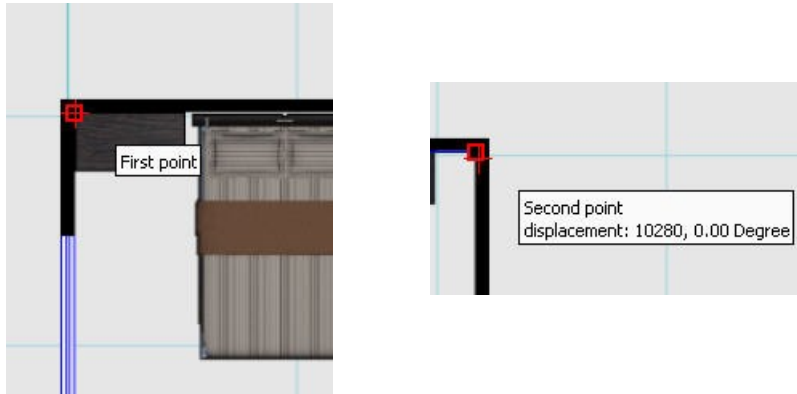 First point
Second point
displacement: 10280, 0.00 Degree